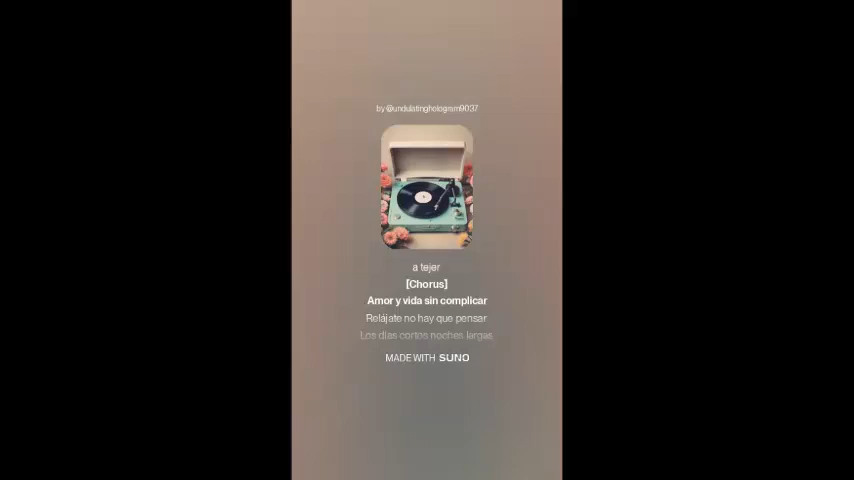 by @undulatinghologram9037
a tejer
[Chorus]
Amor y vida sin complicar
Relájate no hay que pensar
Los días cortos noches largas
MADE WITH SUNO